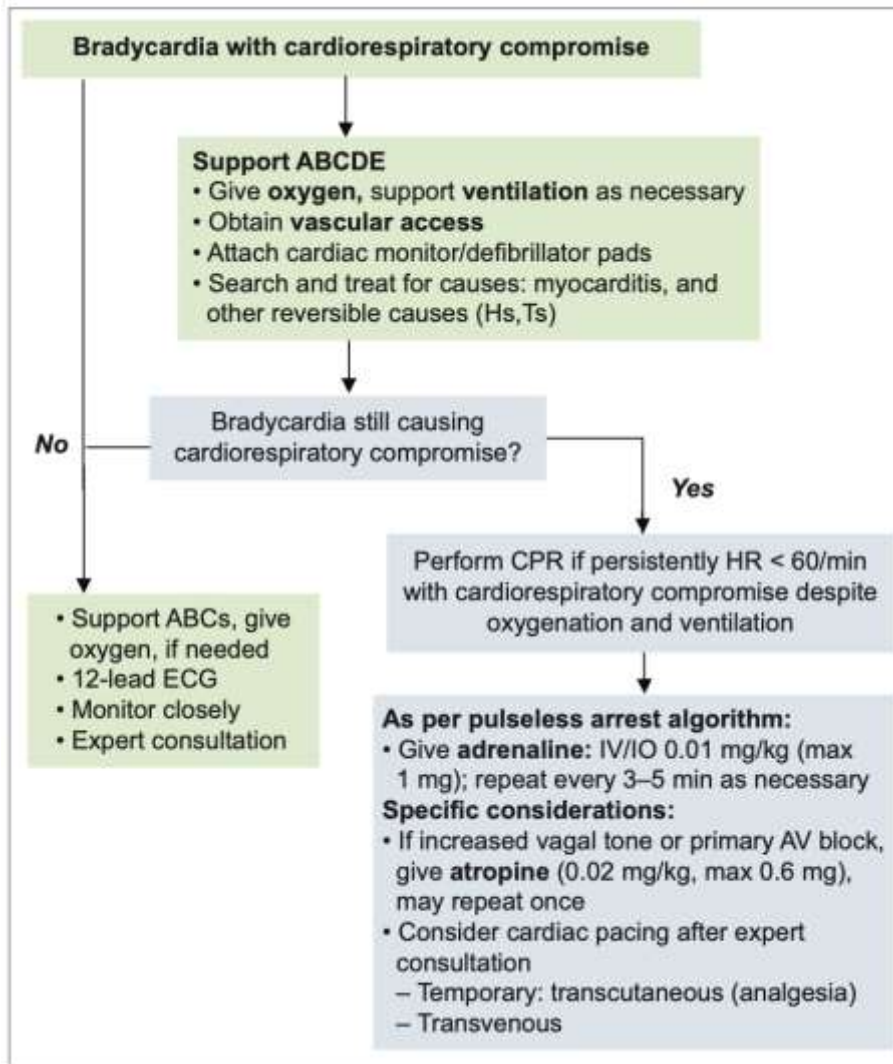 Bradycardia with cardiorespiratory compromise
Support ABCDE
• Give oxygen, support ventilation as necessary
• Obtain vascular access
• Attach cardiac monitor/defibrillator pads
• Search and treat for causes: myocarditis, and
other reversible causes (Hs,Ts)
Bradycardia still causing
cardiorespiratory compromise?
No
Yes
Perform CPR if persistently HR < 60/min
with cardiorespiratory compromise despite
oxygenation and ventilation
• Support ABCs, give
oxygen, if needed
• 12-lead ECG
• Monitor closely
• Expert consultation
As per pulseless arrest algorithm:
• Give adrenaline: IV/IO 0.01 mg/kg (max
1 mg); repeat every 3–5 min as necessary
Specific considerations:
• If increased vagal tone or primary AV block,
give atropine (0.02 mg/kg, max 0.6 mg),
may repeat once
• Consider cardiac pacing after expert
consultation
– Temporary: transcutaneous (analgesia)
– Transvenous